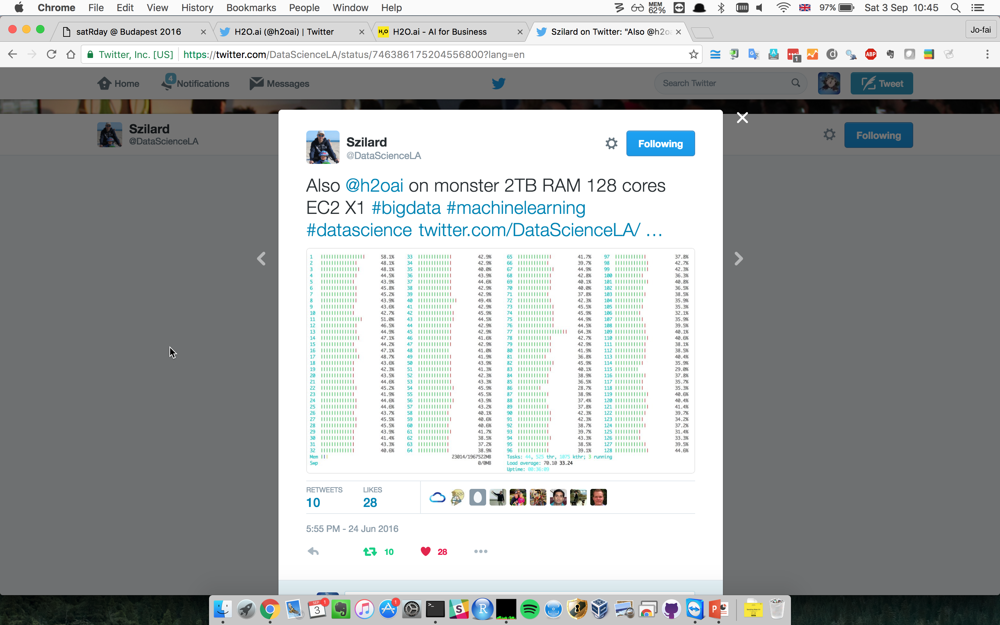 Chrome File Edit View History Bookmarks People Window Help MEM 62% 97% Sat 3 Sep 10:45
satRday @ Budapest 2016 H2O.ai (@h2oai) | Twitter H2O H2O.ai - AI for Business Szilard on Twitter: "Also @h2oa Jo-fai
Twitter, Inc. [US] https://twitter.com/DataScienceLA/status/746386175204556800?lang=en 1 ABP
Home 4 Notifications Messages Search Twitter Tweet
Szilard
@DataScienceLA
Following
Szilard
@DataScienceLA
Following
Also @h2oai on monster 2TB RAM 128 cores
EC2 X1 #bigdata #machinelearning
#datascience twitter.com/DataScienceLA/ …
1 58.1% 33 42.9% 65 41.7% 97 37.8%
2 48.1% 34 42.9% 66 39.7% 98 42.7%
3 48.1% 35 40.0% 67 44.9% 99 42.3%
4 44.5% 36 43.9% 68 42.8% 100 36.3%
5 43.9% 37 44.6% 69 40.1% 101 40.8%
6 45.8% 38 42.9% 70 40.0% 102 36.5%
7 45.2% 39 42.9% 71 37.8% 103 38.5%
8 43.9% 40 49.4% 72 42.3% 104 35.9%
9 43.6% 41 42.9% 73 45.5% 105 35.3%
10 42.7% 42 45.9% 74 45.9% 106 32.1%
11 51.0% 43 44.5% 75 44.9% 107 35.9%
12 46.5% 44 42.9% 76 44.5% 108 39.5%
13 44.9% 45 42.9% 77 64.3% 109 40.1%
14 47.1% 46 41.6% 78 42.7% 110 40.6%
15 44.2% 47 42.9% 79 42.9% 111 38.1%
16 47.1% 48 41.0% 80 41.9% 112 38.5%
17 48.7% 49 41.9% 81 36.8% 113 40.4%
18 43.6% 50 43.9% 82 45.9% 114 35.9%
19 42.3% 51 41.3% 83 40.1% 115 29.0%
20 43.5% 52 42.3% 84 38.9% 116 37.8%
21 44.6% 53 43.3% 85 36.5% 117 35.7%
22 45.2% 54 45.9% 86 28.7% 118 35.3%
23 41.9% 55 45.5% 87 38.9% 119 40.6%
24 44.6% 56 43.9% 88 37.4% 120 40.4%
25 44.6% 57 43.2% 89 37.8% 121 41.4%
26 43.7% 58 40.1% 90 42.3% 122 39.7%
27 45.5% 59 40.6% 91 42.3% 123 34.2%
28 45.5% 60 40.6% 92 38.7% 124 37.2%
29 43.9% 61 41.7% 93 39.7% 125 31.4%
30 41.4% 62 38.5% 94 43.3% 126 33.3%
31 43.3% 63 37.2% 95 38.5% 127 39.5%
32 40.6% 64 38.9% 96 39.1% 128 44.6%
Mem 23014/1967522MB Tasks: 44, 525 thr, 1075 kthr; 3 running
Swp 0/0MB Load average: 70.10 33.24
Uptime: 00:36:09
RETWEETS LIKES
10 28
5:55 PM - 24 Jun 2016
10 28
SEP 3 1 1 S R P